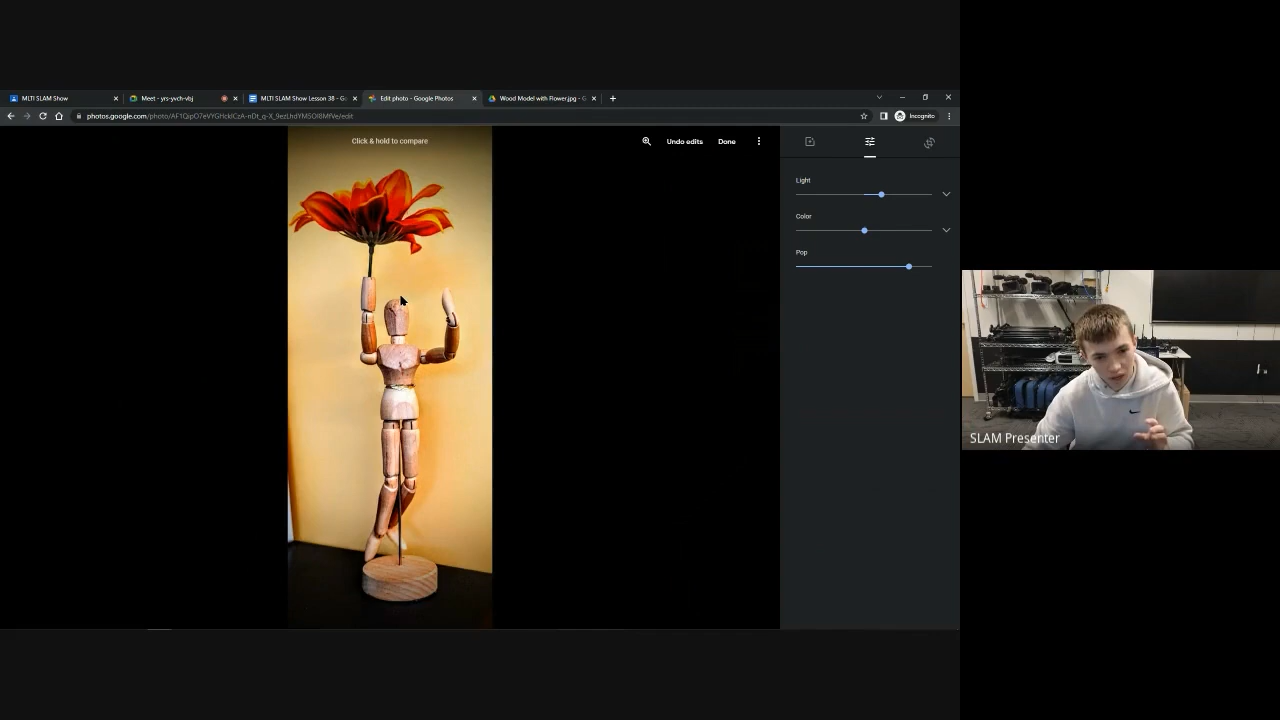 MLTI SLAM Show
Meet - yrs-yvch-vbj
MLTI SLAM Show Lesson 38 - Go
Edit photo - Google Photos
Wood Model with Flower.jpg - G
Incognito
Click & hold to compare
Undo edits
Done
Light
Color
Pop
SLAM Presenter